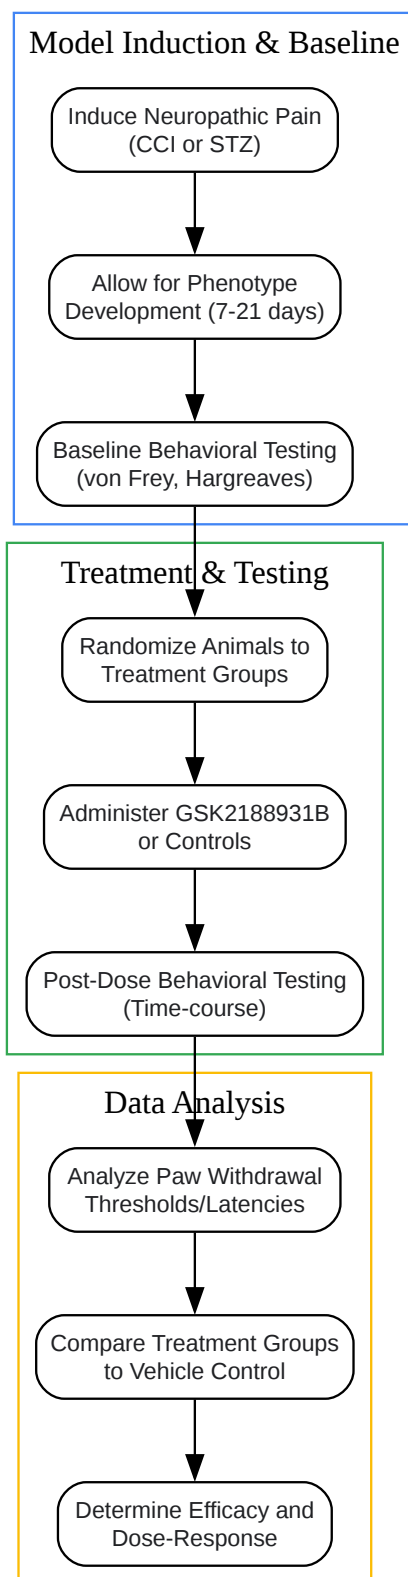 Model Induction & Baseline
Induce Neuropathic Pain
(CCI or STZ)
Allow for Phenotype
Development (7-21 days)
Baseline Behavioral Testing
(von Frey, Hargreaves)
Treatment & Testing
Randomize Animals to
Treatment Groups
Administer GSK2188931B
or Controls
Post-Dose Behavioral Testing
(Time-course)
Data Analysis
Analyze Paw Withdrawal
Thresholds/Latencies
Compare Treatment Groups
to Vehicle Control
Determine Efficacy and
Dose-Response